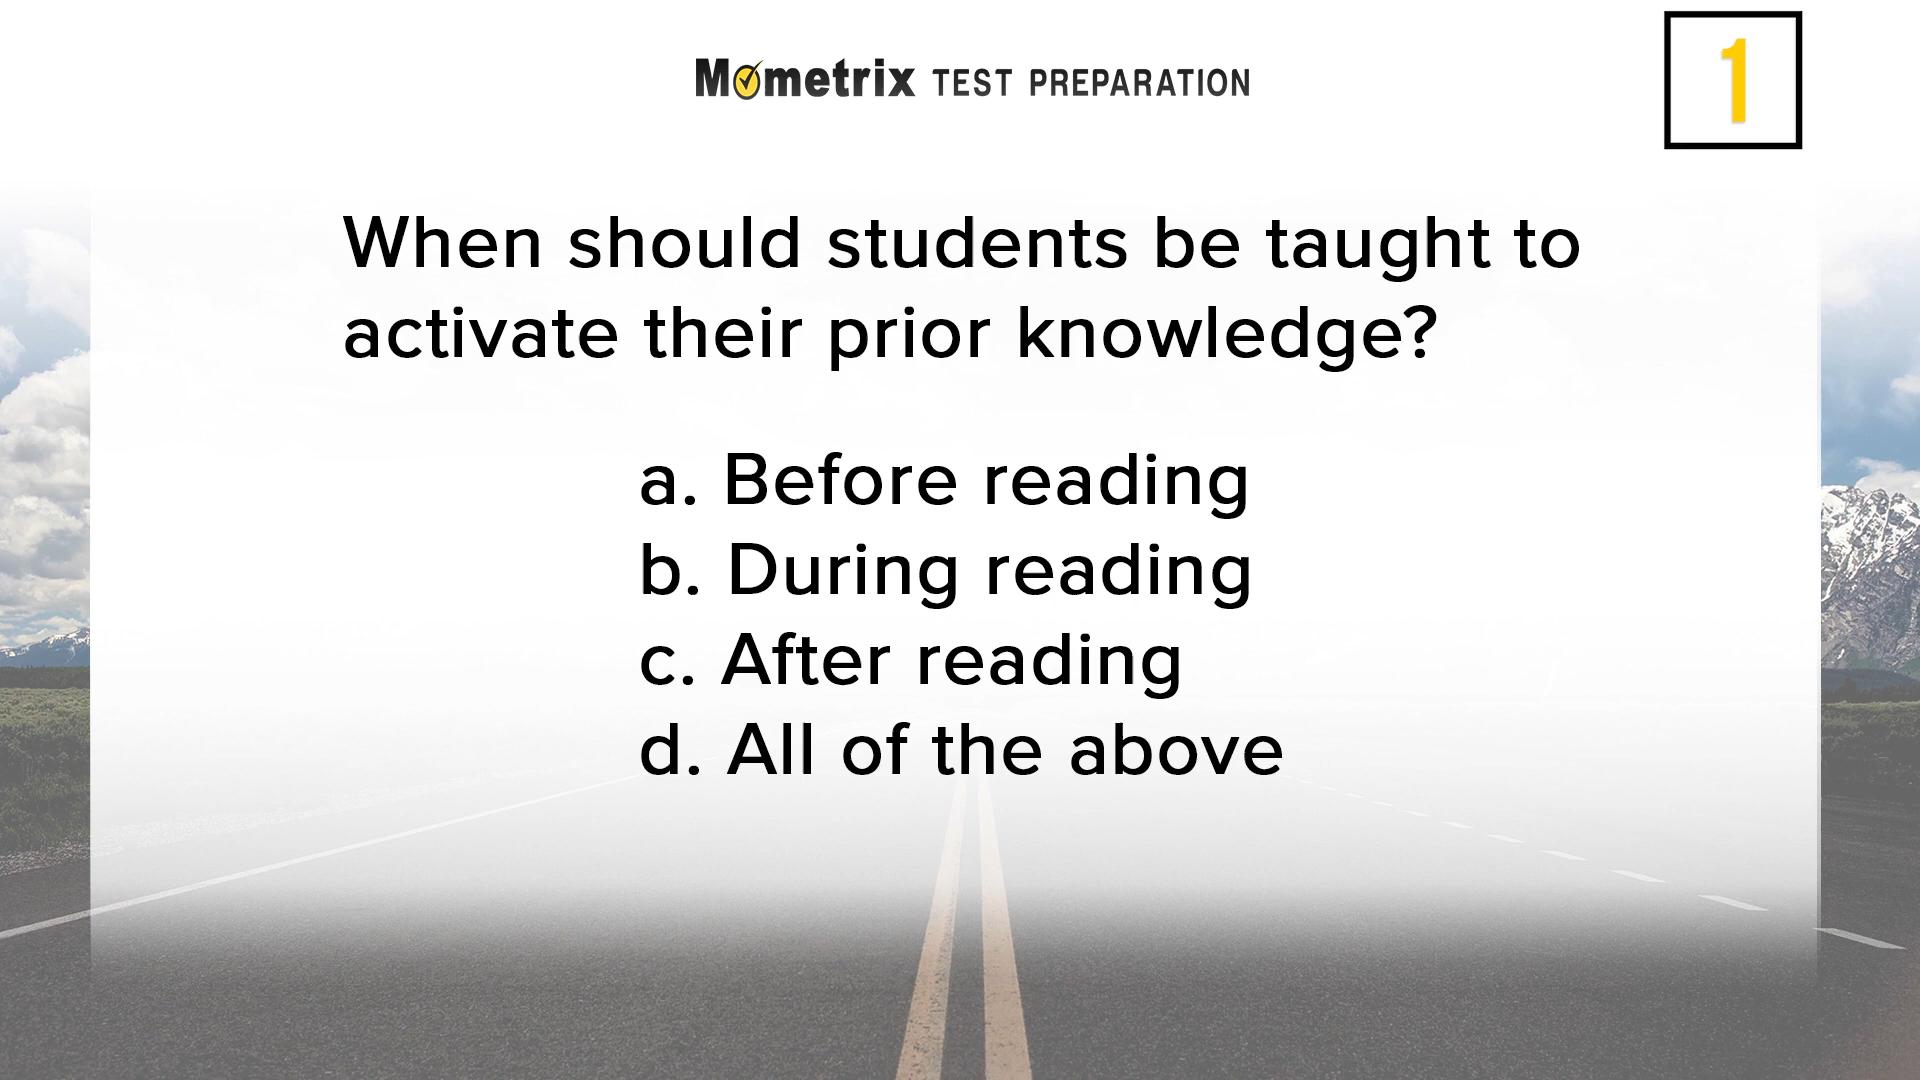 Mometrix TEST PREPARATION
1
When should students be taught to
activate their prior knowledge?
a. Before reading
b. During reading
c. After reading
d. All of the above